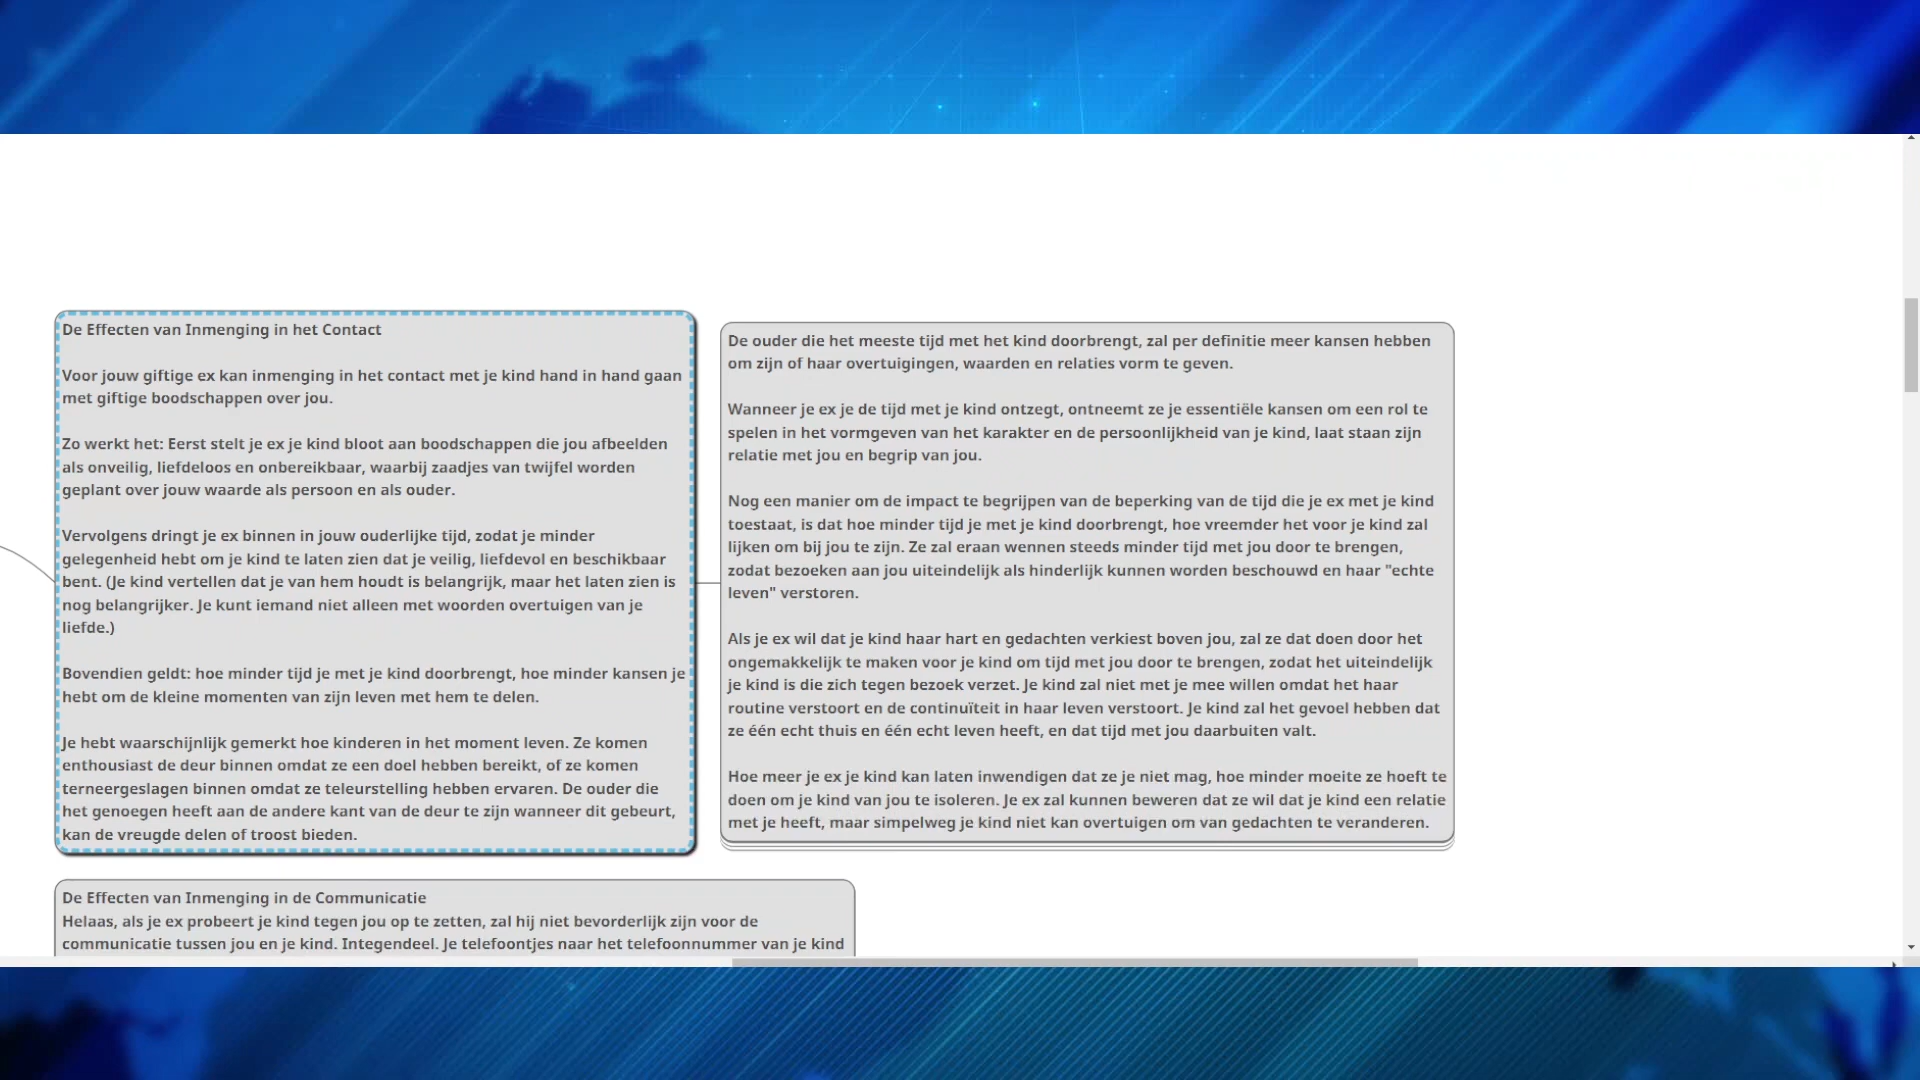 De Effecten van Inmenging in het Contact
Voor jouw giftige ex kan inmenging in het contact met je kind hand in hand gaan
met giftige boodschappen over jou.
Zo werkt het: Eerst stelt je ex je kind bloot aan boodschappen die jou afbeelden
als onveilig, liefdeloos en onbereikbaar, waarbij zaadjes van twijfel worden
geplant over jouw waarde als persoon en als ouder.
Vervolgens dringt je ex binnen in jouw ouderlijke tijd, zodat je minder
gelegenheid hebt om je kind te laten zien dat je veilig, liefdevol en beschikbaar
bent. (Je kind vertellen dat je van hem houdt is belangrijk, maar het laten zien is
nog belangrijker. Je kunt iemand niet alleen met woorden overtuigen van je
liefde.)
Bovendien geldt: hoe minder tijd je met je kind doorbrengt, hoe minder kansen je
hebt om de kleine momenten van zijn leven met hem te delen.
Je hebt waarschijnlijk gemerkt hoe kinderen in het moment leven. Ze komen
enthousiast de deur binnen omdat ze een doel hebben bereikt, of ze komen
terneergeslagen binnen omdat ze teleurstelling hebben ervaren. De ouder die
het genoegen heeft aan de andere kant van de deur te zijn wanneer dit gebeurt,
kan de vreugde delen of troost bieden.
De ouder die het meeste tijd met het kind doorbrengt, zal per definitie meer kansen hebben
om zijn of haar overtuigingen, waarden en relaties vorm te geven.
Wanneer je ex je de tijd met je kind ontzegt, ontneemt ze je essentiële kansen om een rol te
spelen in het vormgeven van het karakter en de persoonlijkheid van je kind, laat staan zijn
relatie met jou en begrip van jou.
Nog een manier om de impact te begrijpen van de beperking van de tijd die je ex met je kind
toestaat, is dat hoe minder tijd je met je kind doorbrengt, hoe vreemder het voor je kind zal
lijken om bij jou te zijn. Ze zal eraan wennen steeds minder tijd met jou door te brengen,
zodat bezoeken aan jou uiteindelijk als hinderlijk kunnen worden beschouwd en haar "echte
leven" verstoren.
Als je ex wil dat je kind haar hart en gedachten verkiest boven jou, zal ze dat doen door het
ongemakkelijk te maken voor je kind om tijd met jou door te brengen, zodat het uiteindelijk
je kind is die zich tegen bezoek verzet. Je kind zal niet met je mee willen omdat het haar
routine verstoort en de continuïteit in haar leven verstoort. Je kind zal het gevoel hebben dat
ze één echt thuis en één echt leven heeft, en dat tijd met jou daarbuiten valt.
Hoe meer je ex je kind kan laten inwendigen dat ze je niet mag, hoe minder moeite ze hoeft te
doen om je kind van jou te isoleren. Je ex zal kunnen beweren dat ze wil dat je kind een relatie
met je heeft, maar simpelweg je kind niet kan overtuigen om van gedachten te veranderen.
De Effecten van Inmenging in de Communicatie
Helaas, als je ex probeert je kind tegen jou op te zetten, zal hij niet bevorderlijk zijn voor de
communicatie tussen jou en je kind. Integendeel. Je telefoontjes naar het telefoonnummer van je kind